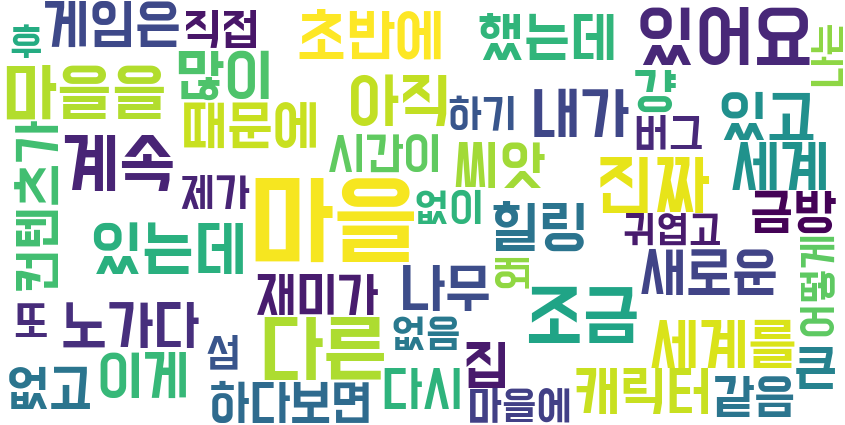 게임은
직접
초반에
했는데
있어요
나는
후
마을을
많이
때문에
아직
하기
내가
걍
버그
있고
컨텐츠가
계속
제가
시간이
씨앗
없이
진짜
세계
금방
귀엽고
있는데
마을
힐링
뭐
새로운
어떻게
재미가
나무
조금
또
노가다
다른
없음
섬
집
세계를
큰
없고
이게
하다보면
다시
마을에
캐릭터
같음